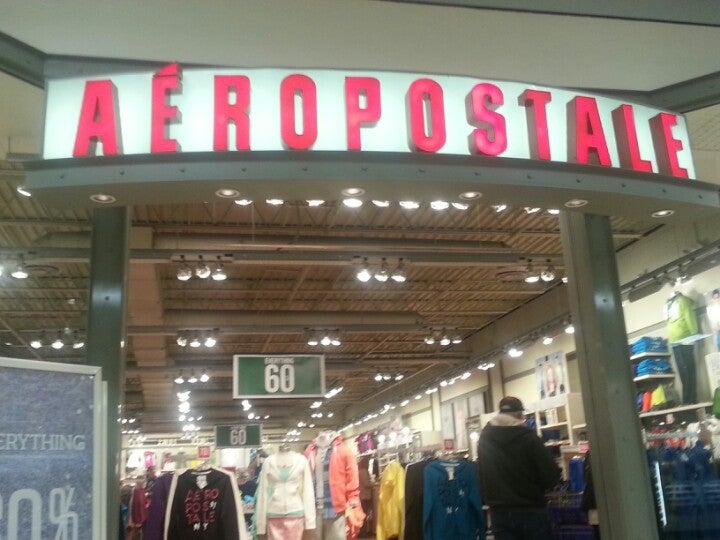 AÉROPOSTALE
EVERYTHING
60
60
ERYTHING
0%
AERO
POSTALE
NY